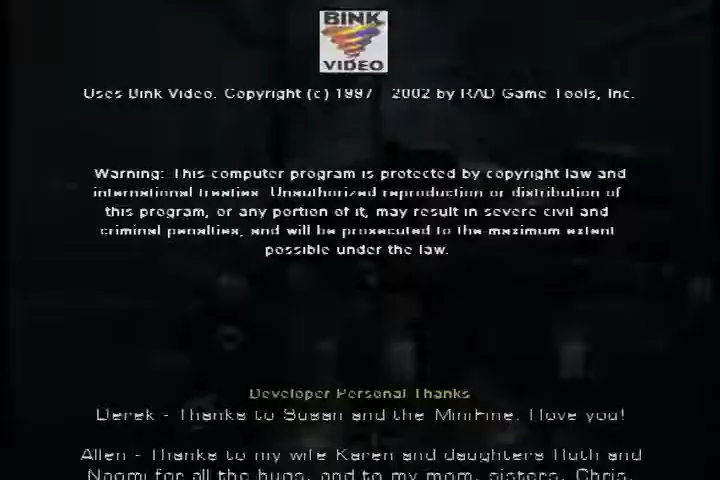 BINK
VIDEO
Uses Bink Video. Copyright (c) 1997 - 2002 by RAD Game Tools, Inc.
Warning: This computer program is protected by copyright law and
international treaties. Unauthorized reproduction or distribution of
this program, or any portion of it, may result in severe civil and
criminal penalties, and will be prosecuted to the maximum extent
possible under the law.
Developer Personal Thanks
Derek - Thanks to Susan and the MiniFine. I love you!
Allen - Thanks to my wife Karen and daughters Ruth and
Naomi for all the hugs, and to my mom, sisters, Chris,